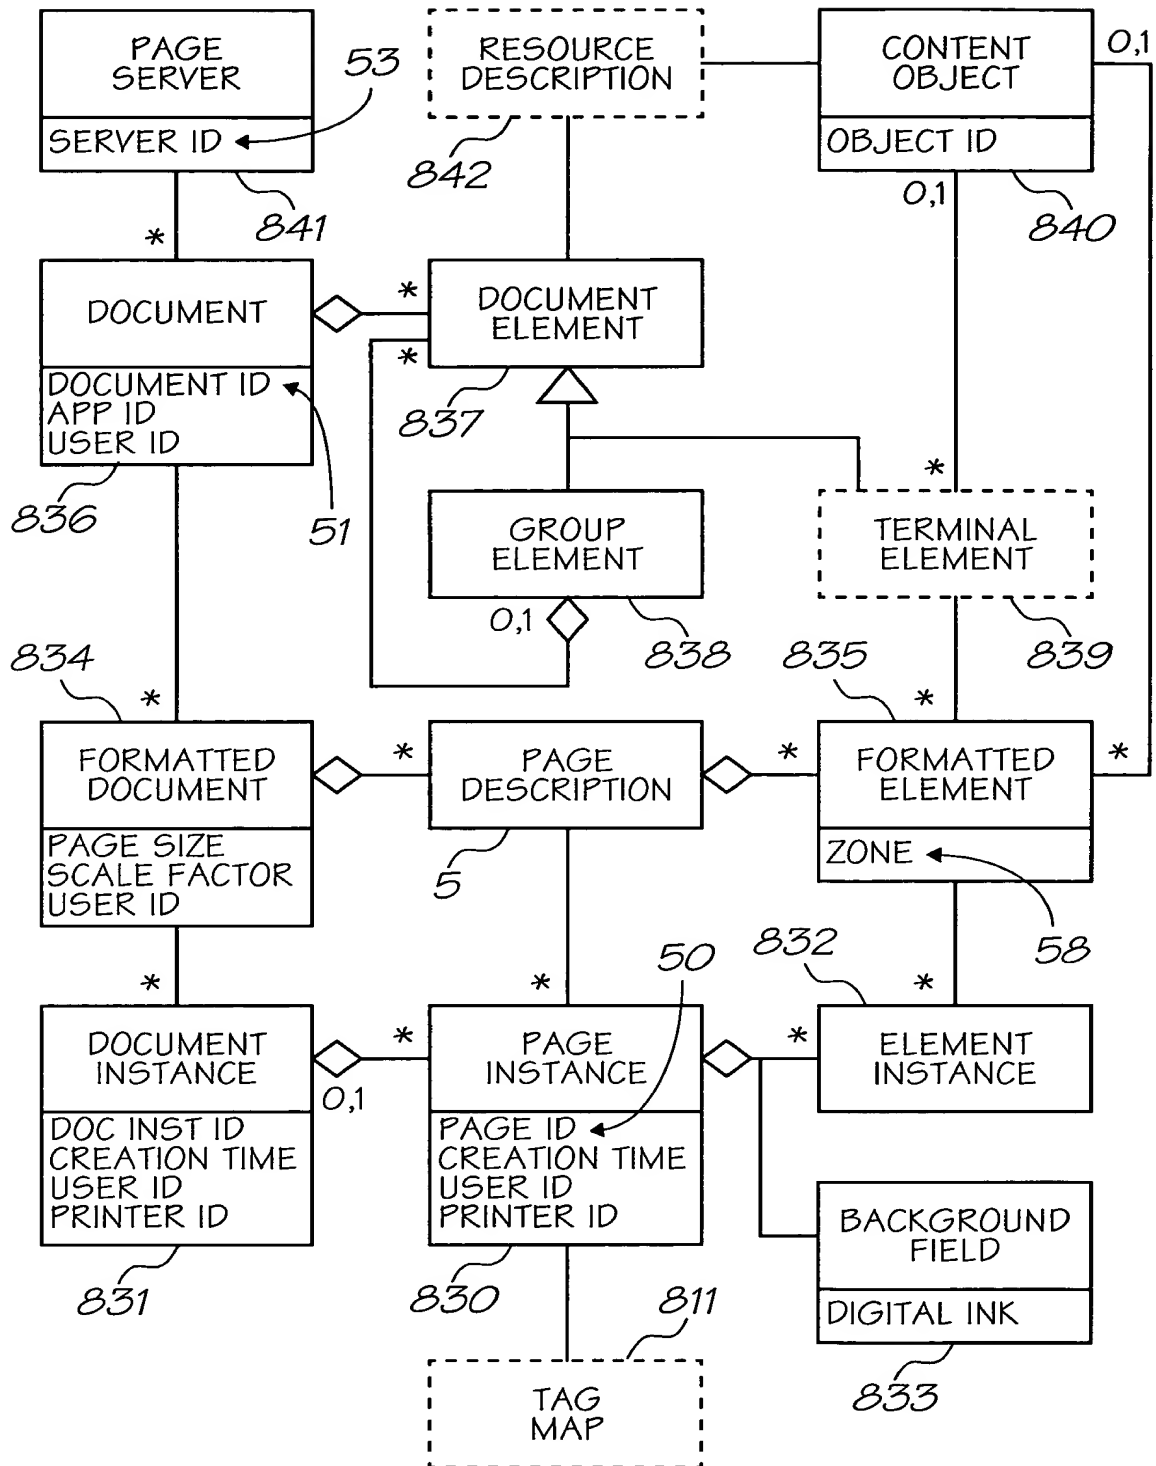 PAGE
SERVER
SERVER ID
53
841
*
RESOURCE
DESCRIPTION
842
CONTENT
OBJECT
OBJECT ID
0,1
0,1
840
DOCUMENT
DOCUMENT ID
APP ID
USER ID
836
51
*
*
DOCUMENT
ELEMENT
837
GROUP
ELEMENT
0,1
838
*
TERMINAL
ELEMENT
839
834
*
FORMATTED
DOCUMENT
PAGE SIZE
SCALE FACTOR
USER ID
*
PAGE
DESCRIPTION
5
*
835
*
FORMATTED
ELEMENT
ZONE
*
58
*
DOCUMENT
INSTANCE
DOC INST ID
CREATION TIME
USER ID
PRINTER ID
831
0,1
*
*
50
PAGE
INSTANCE
PAGE ID
CREATION TIME
USER ID
PRINTER ID
830
*
832
*
ELEMENT
INSTANCE
BACKGROUND
FIELD
DIGITAL INK
833
811
TAG
MAP